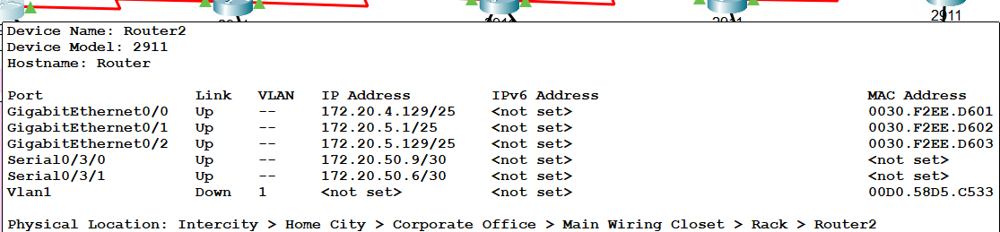 2911
Device Name: Router2
Device Model: 2911
Hostname: Router
Port Link VLAN IP Address IPv6 Address MAC Address
GigabitEthernet0/0 Up -- 172.20.4.129/25 <not set> 0030.F2EE.D601
GigabitEthernet0/1 Up -- 172.20.5.1/25 <not set> 0030.F2EE.D602
GigabitEthernet0/2 Up -- 172.20.5.129/25 <not set> 0030.F2EE.D603
Serial0/3/0 Up -- 172.20.50.9/30 <not set> <not set>
Serial0/3/1 Up -- 172.20.50.6/30 <not set> <not set>
Vlan1 Down 1 <not set> <not set> 00D0.58D5.C533
Physical Location: Intercity > Home City > Corporate Office > Main Wiring Closet > Rack > Router2